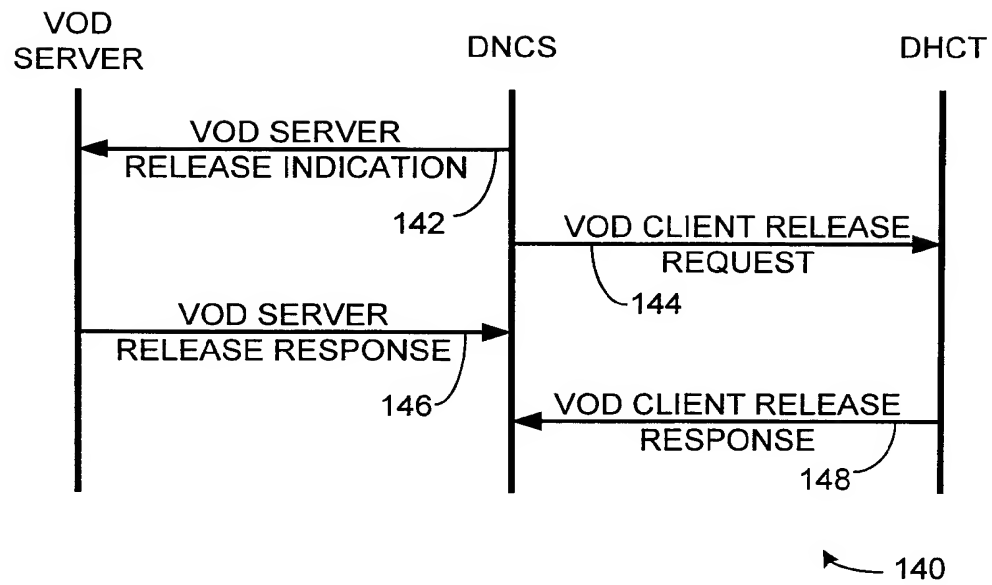 VOD
SERVER
DNCS
DHCT
VOD SERVER
RELEASE INDICATION
142
VOD CLIENT RELEASE
REQUEST
144
VOD SERVER
RELEASE RESPONSE
146
VOD CLIENT RELEASE
RESPONSE
148
140